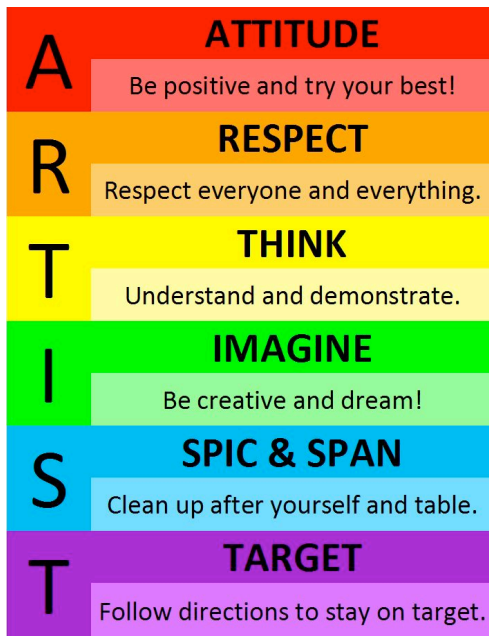 A
ATTITUDE
Be positive and try your best!
R
RESPECT
Respect everyone and everything.
T
THINK
Understand and demonstrate.
I
IMAGINE
Be creative and dream!
S
SPIC & SPAN
Clean up after yourself and table.
T
TARGET
Follow directions to stay on target.